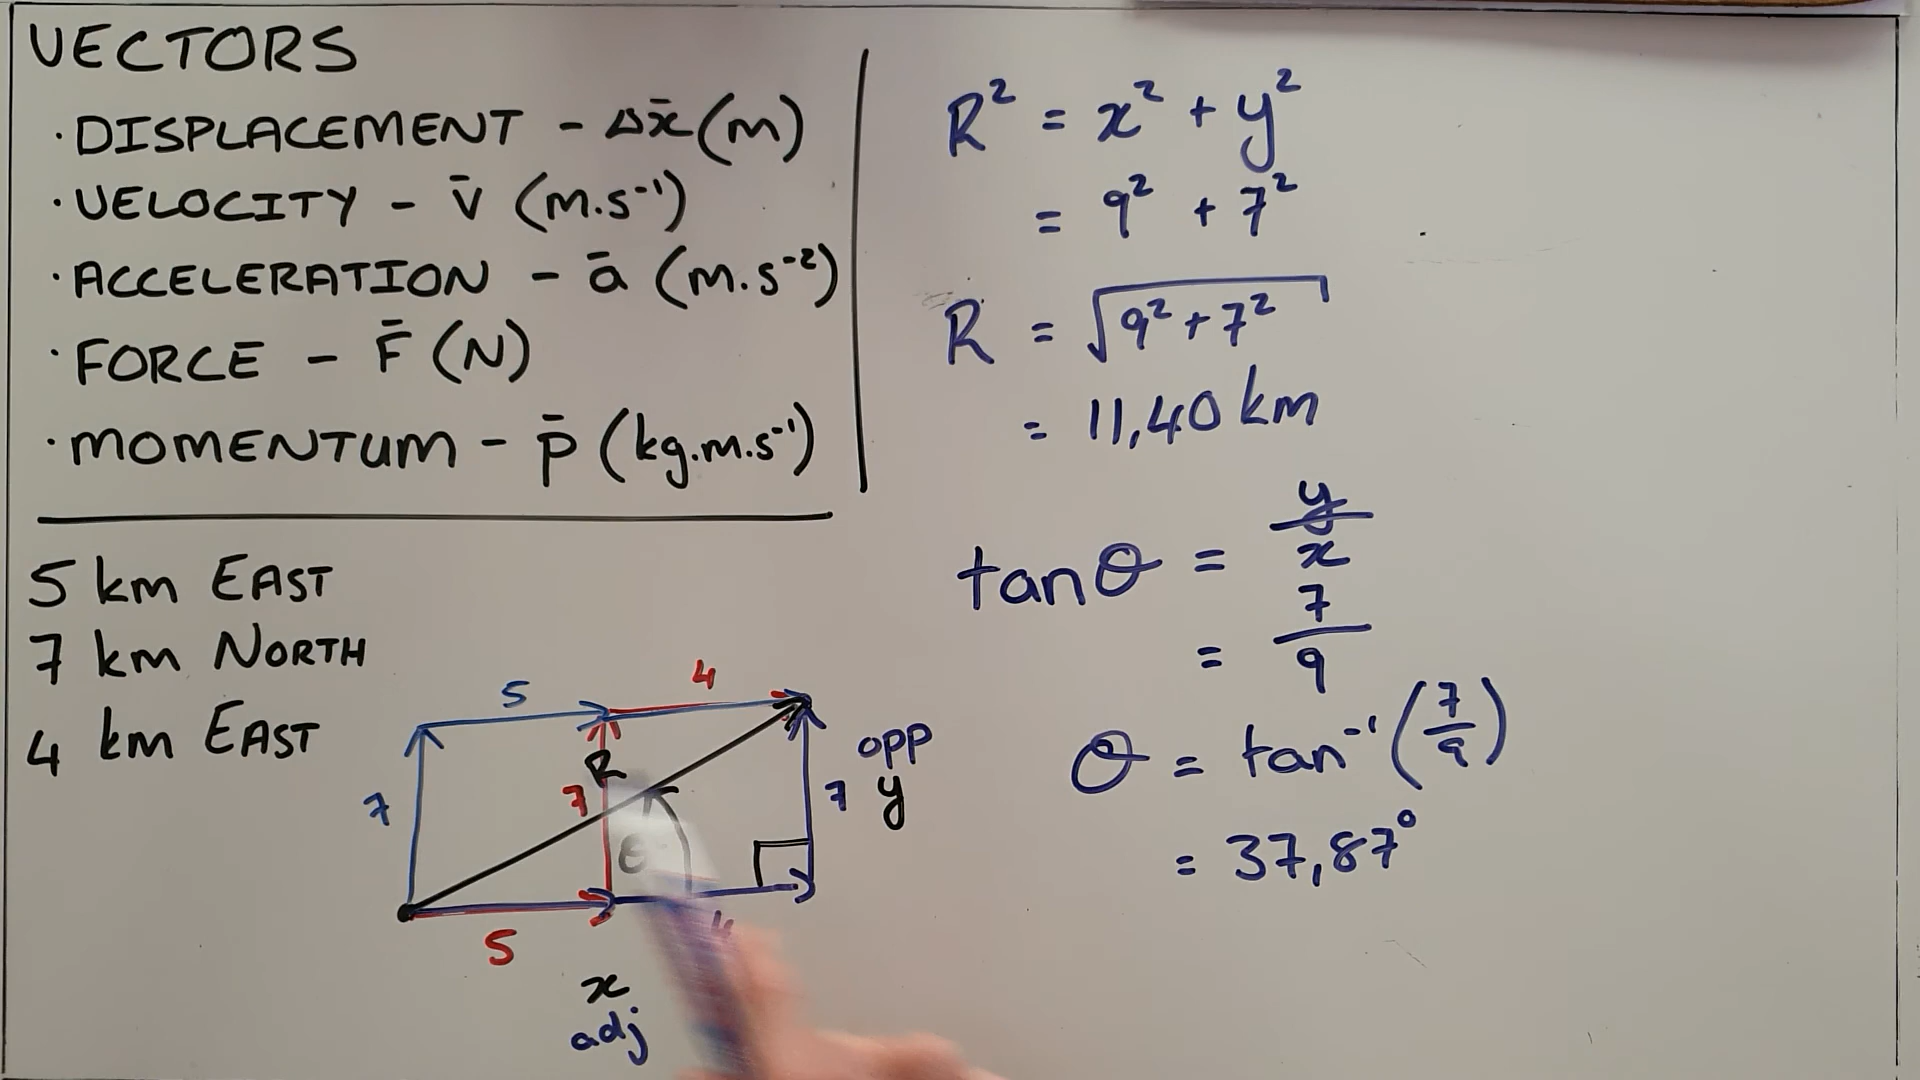 VECTORS
· DISPLACEMENT - Δx̄ (m)
· VELOCITY - v̄ (m.s⁻¹)
· ACCELERATION - ā (m.s⁻²)
· FORCE - F̄ (N)
· MOMENTUM - p̄ (kg.m.s⁻¹)
5 km EAST
7 km NORTH
4 km EAST
5
4
7
R
7
θ
7
opp
y
5
4
x
adj
R² = x² + y²
= 9² + 7²
R = √9² + 7²
= 11,40 km
tanθ = y/x
= 7/9
θ = tan⁻¹ (7/9)
= 37,87°